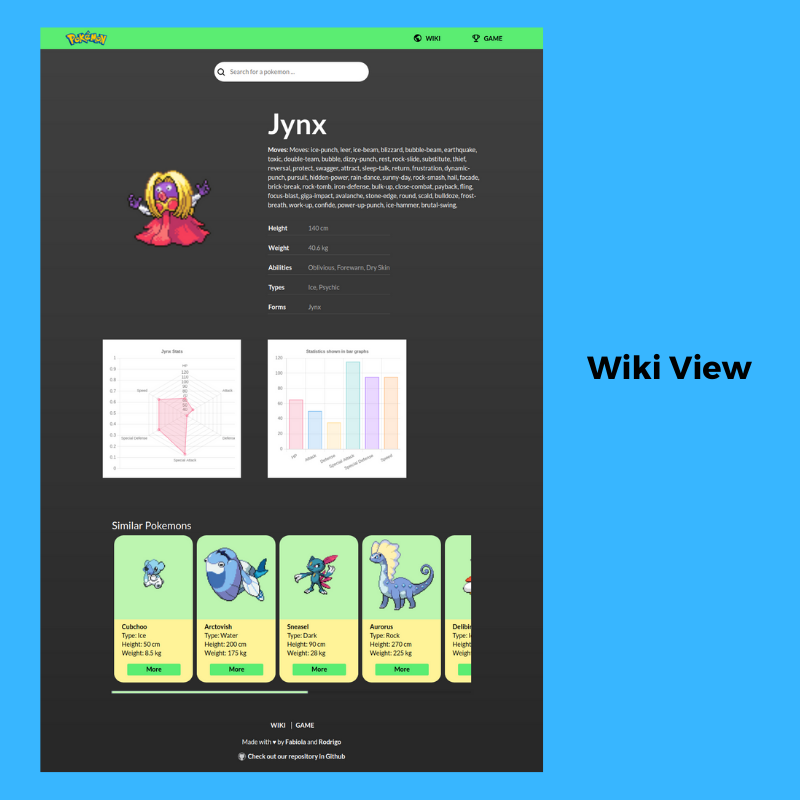 POKéMON
WIKI
GAME
Search for a pokemon ...
Jynx
Moves: Moves: ice-punch, leer, ice-beam, blizzard, bubble-beam, earthquake,
toxic, double-team, bubble, dizzy-punch, rest, rock-slide, substitute, thief,
reversal, protect, swagger, attract, sleep-talk, return, frustration, dynamic-
punch, pursuit, hidden-power, rain-dance, sunny-day, rock-smash, hail, facade,
brick-break, rock-tomb, iron-defense, bulk-up, close-combat, payback, fling,
focus-blast, giga-impact, avalanche, stone-edge, round, scald, bulldoze, frost-
breath, work-up, confide, power-up-punch, ice-hammer, brutal-swing,
Height 140 cm
Weight 40.6 kg
Abilities Oblivious, Forewarn, Dry Skin
Types Ice, Psychic
Forms Jynx
Jynx Stats
1
0.9
0.8
0.7
0.6
0.5
0.4
0.3
0.2
0.1
0
HP
Attack
Defense
Special Attack
Special Defense
Speed
120
110
100
90
80
Statistics shown in bar graphs
120
100
80
60
40
20
0
HP
Attack
Defense
Special Attack
Special Defense
Speed
Wiki View
Similar Pokemons
Cubchoo
Type: Ice
Height: 50 cm
Weight: 8.5 kg
More
Arctovish
Type: Water
Height: 200 cm
Weight: 175 kg
More
Sneasel
Type: Dark
Height: 90 cm
Weight: 28 kg
More
Aurorus
Type: Rock
Height: 270 cm
Weight: 225 kg
More
Delibir
Type: I
Height
Weigh
WIKI | GAME
Made with ♥ by Fabiola and Rodrigo
Check out our repository in Github